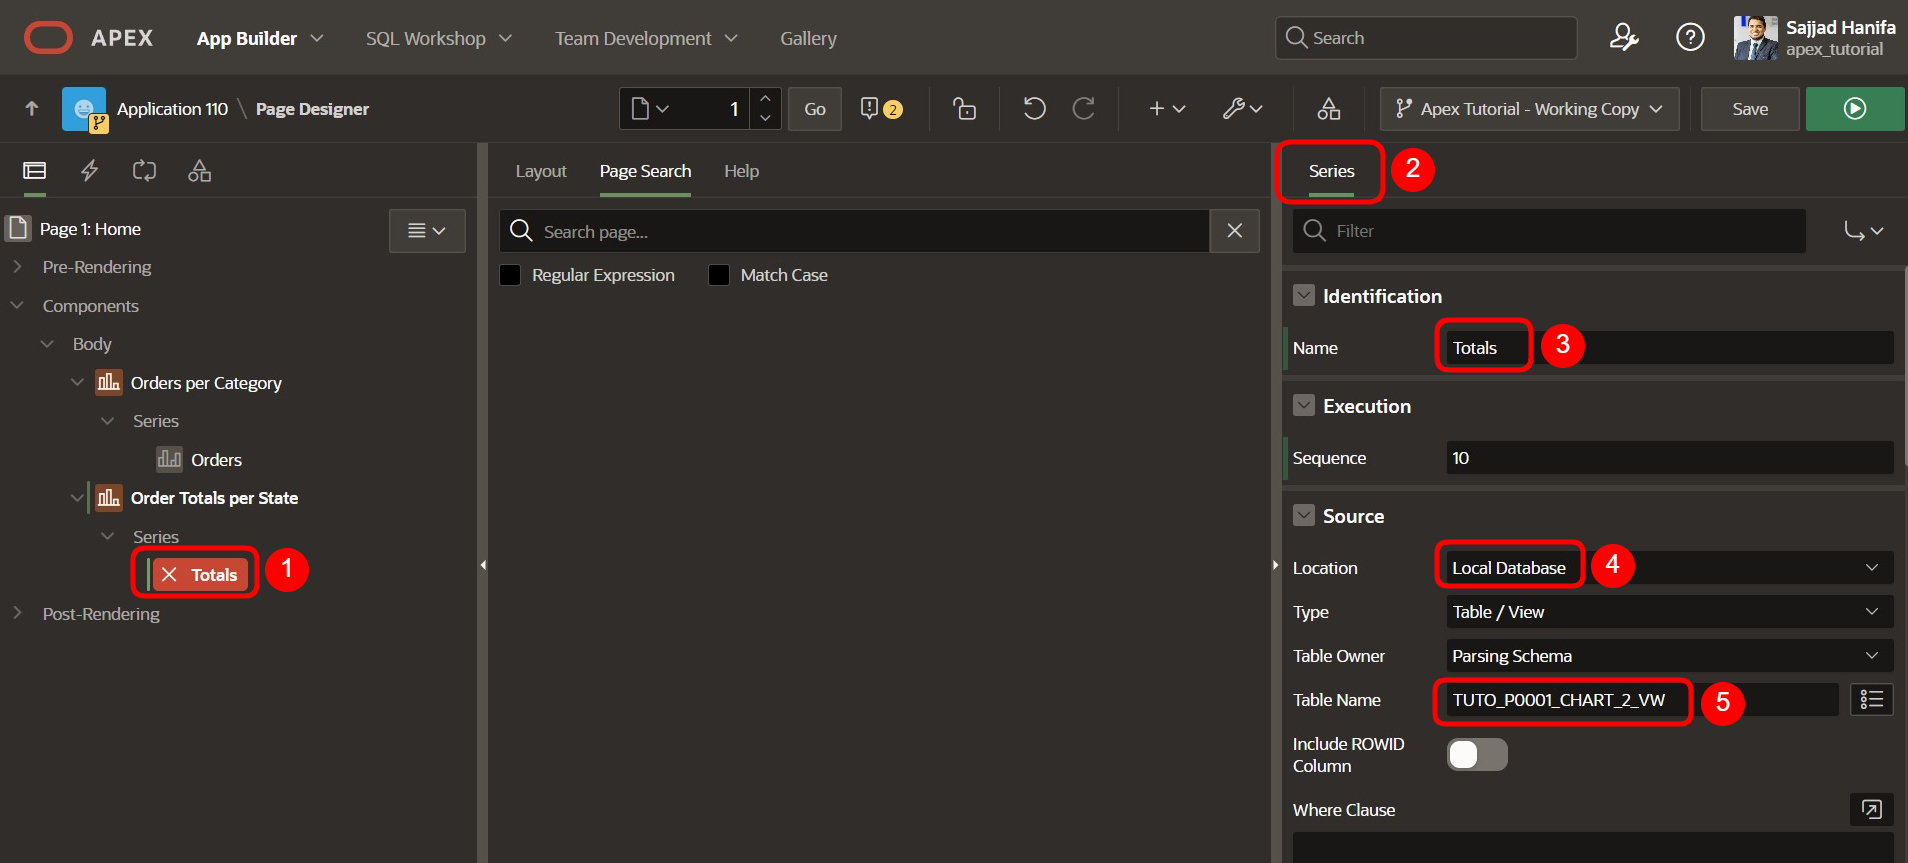 APEX App Builder SQL Workshop Team Development Gallery Search Sajjad Hanifa
apex_tutorial
Application 110 \ Page Designer 1 Go 2 Apex Tutorial - Working Copy Save
Layout Page Search Help Series 2
Page 1: Home
Search page...
Filter
Pre-Rendering
Regular Expression Match Case
Components
Identification
Body
Name Totals 3
Orders per Category
Execution
Series
Orders
Sequence 10
Order Totals per State
Source
Series
Totals 1
Location Local Database 4
Post-Rendering
Type Table / View
Table Owner Parsing Schema
Table Name TUTO_P0001_CHART_2_VW 5
Include ROWID
Column
Where Clause